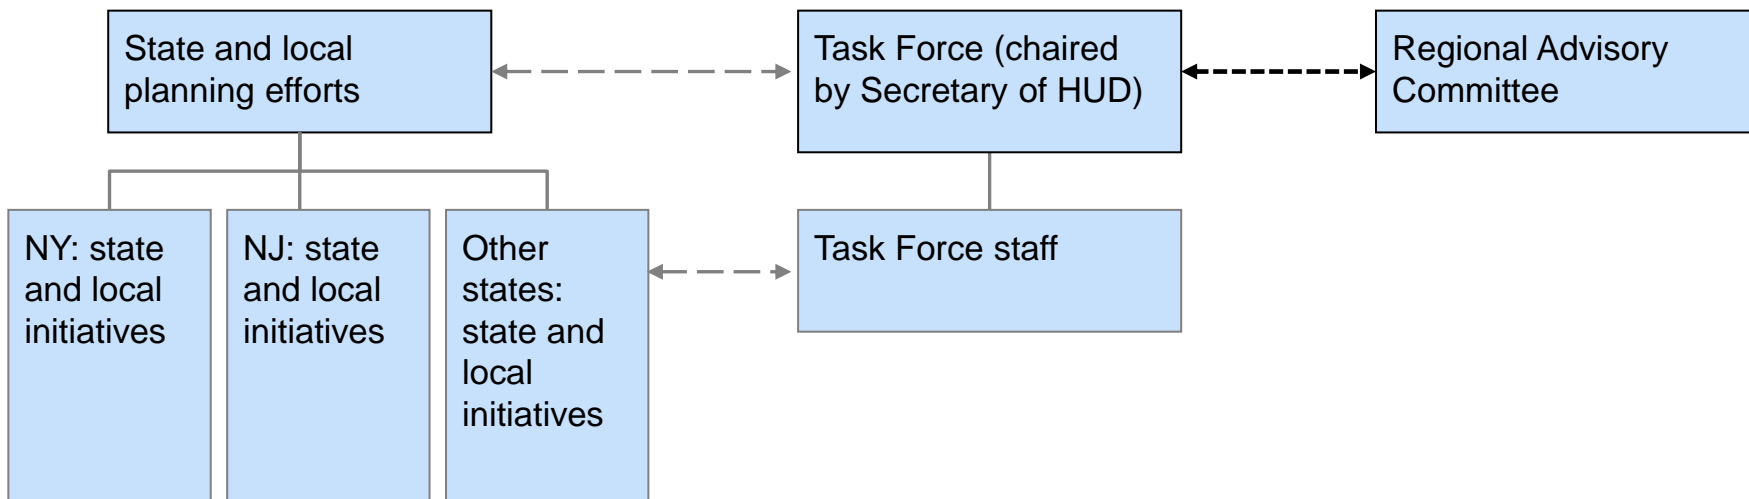 State and local
planning efforts
Task Force (chaired
by Secretary of HUD)
Regional Advisory
Committee
NY: state
and local
initiatives
NJ: state
and local
initiatives
Other
states:
state and
local
initiatives
Task Force staff